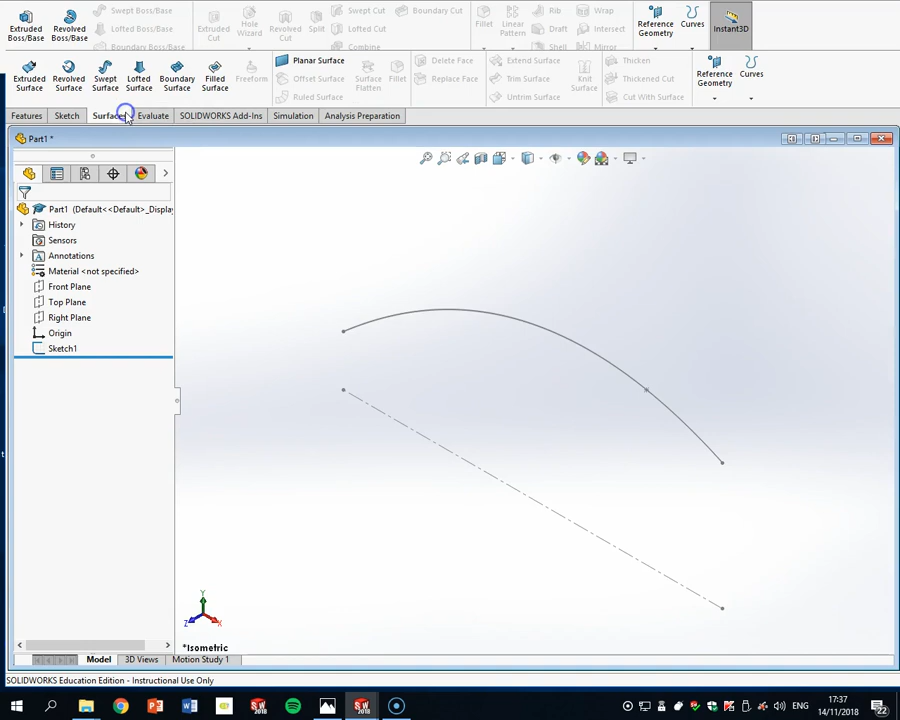 Extruded Boss/Base
Revolved Boss/Base
Swept Boss/Base
Lofted Boss/Base
Boundary Boss/Base
Extruded Cut
Hole Wizard
Revolved Cut
Split
Swept Cut
Lofted Cut
Combine
Boundary Cut
Fillet
Linear Pattern
Rib
Draft
Shell
Wrap
Intersect
Mirror
Reference Geometry
Curves
Instant3D
Extruded Surface
Revolved Surface
Swept Surface
Lofted Surface
Boundary Surface
Filled Surface
Freeform
Planar Surface
Offset Surface
Ruled Surface
Surface Flatten
Fillet
Delete Face
Replace Face
Extend Surface
Trim Surface
Untrim Surface
Knit Surface
Thicken
Thickened Cut
Cut With Surface
Reference Geometry
Curves
Features
Sketch
Surfaces
Evaluate
SOLIDWORKS Add-Ins
Simulation
Analysis Preparation
Part1 *
Part1 (Default<<Default>_Displa
History
Sensors
A
Annotations
Material <not specified>
Front Plane
Top Plane
Right Plane
Origin
Sketch1
Y
Z
X
*Isometric
Model
3D Views
Motion Study 1
SOLIDWORKS Education Edition - Instructional Use Only
ENG
17:37
14/11/2018
22